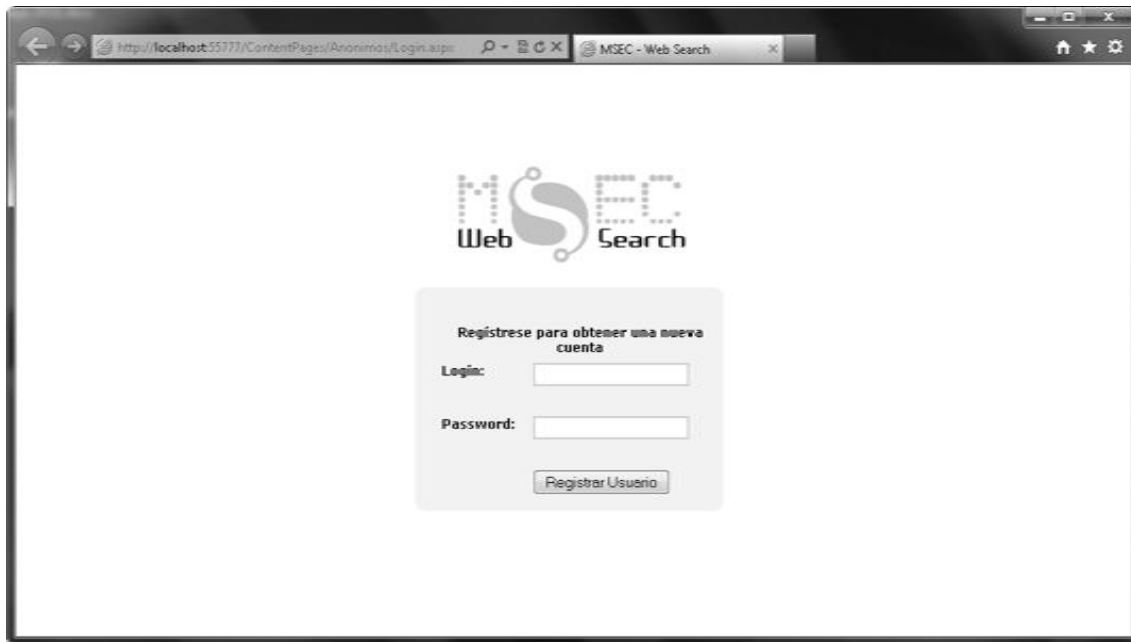 http://localhost:55777/ContentPages/Anonimos/Login.aspx
MSEC - Web Search
MSEC
Web Search
Regístrese para obtener una nueva
cuenta
Login:
Password:
Registrar Usuario